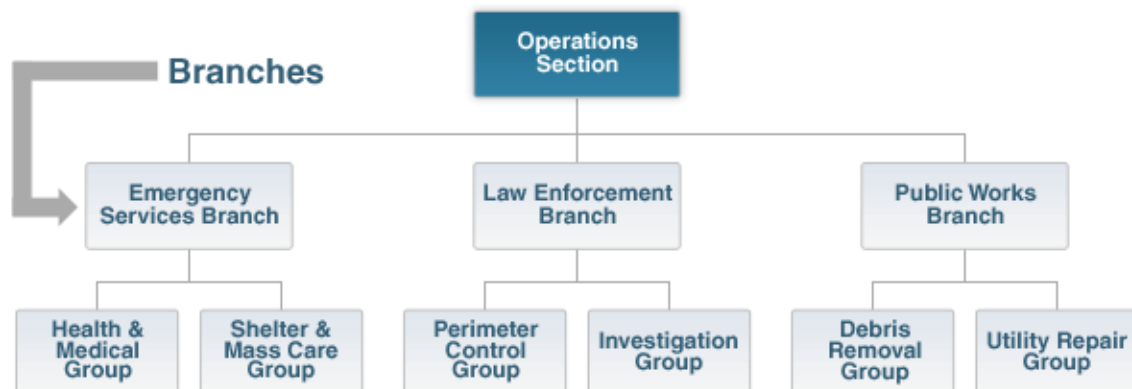 Operations
Section
Branches
Emergency
Services Branch
Law Enforcement
Branch
Public Works
Branch
Health &
Medical
Group
Shelter &
Mass Care
Group
Perimeter
Control
Group
Investigation
Group
Debris
Removal
Group
Utility Repair
Group